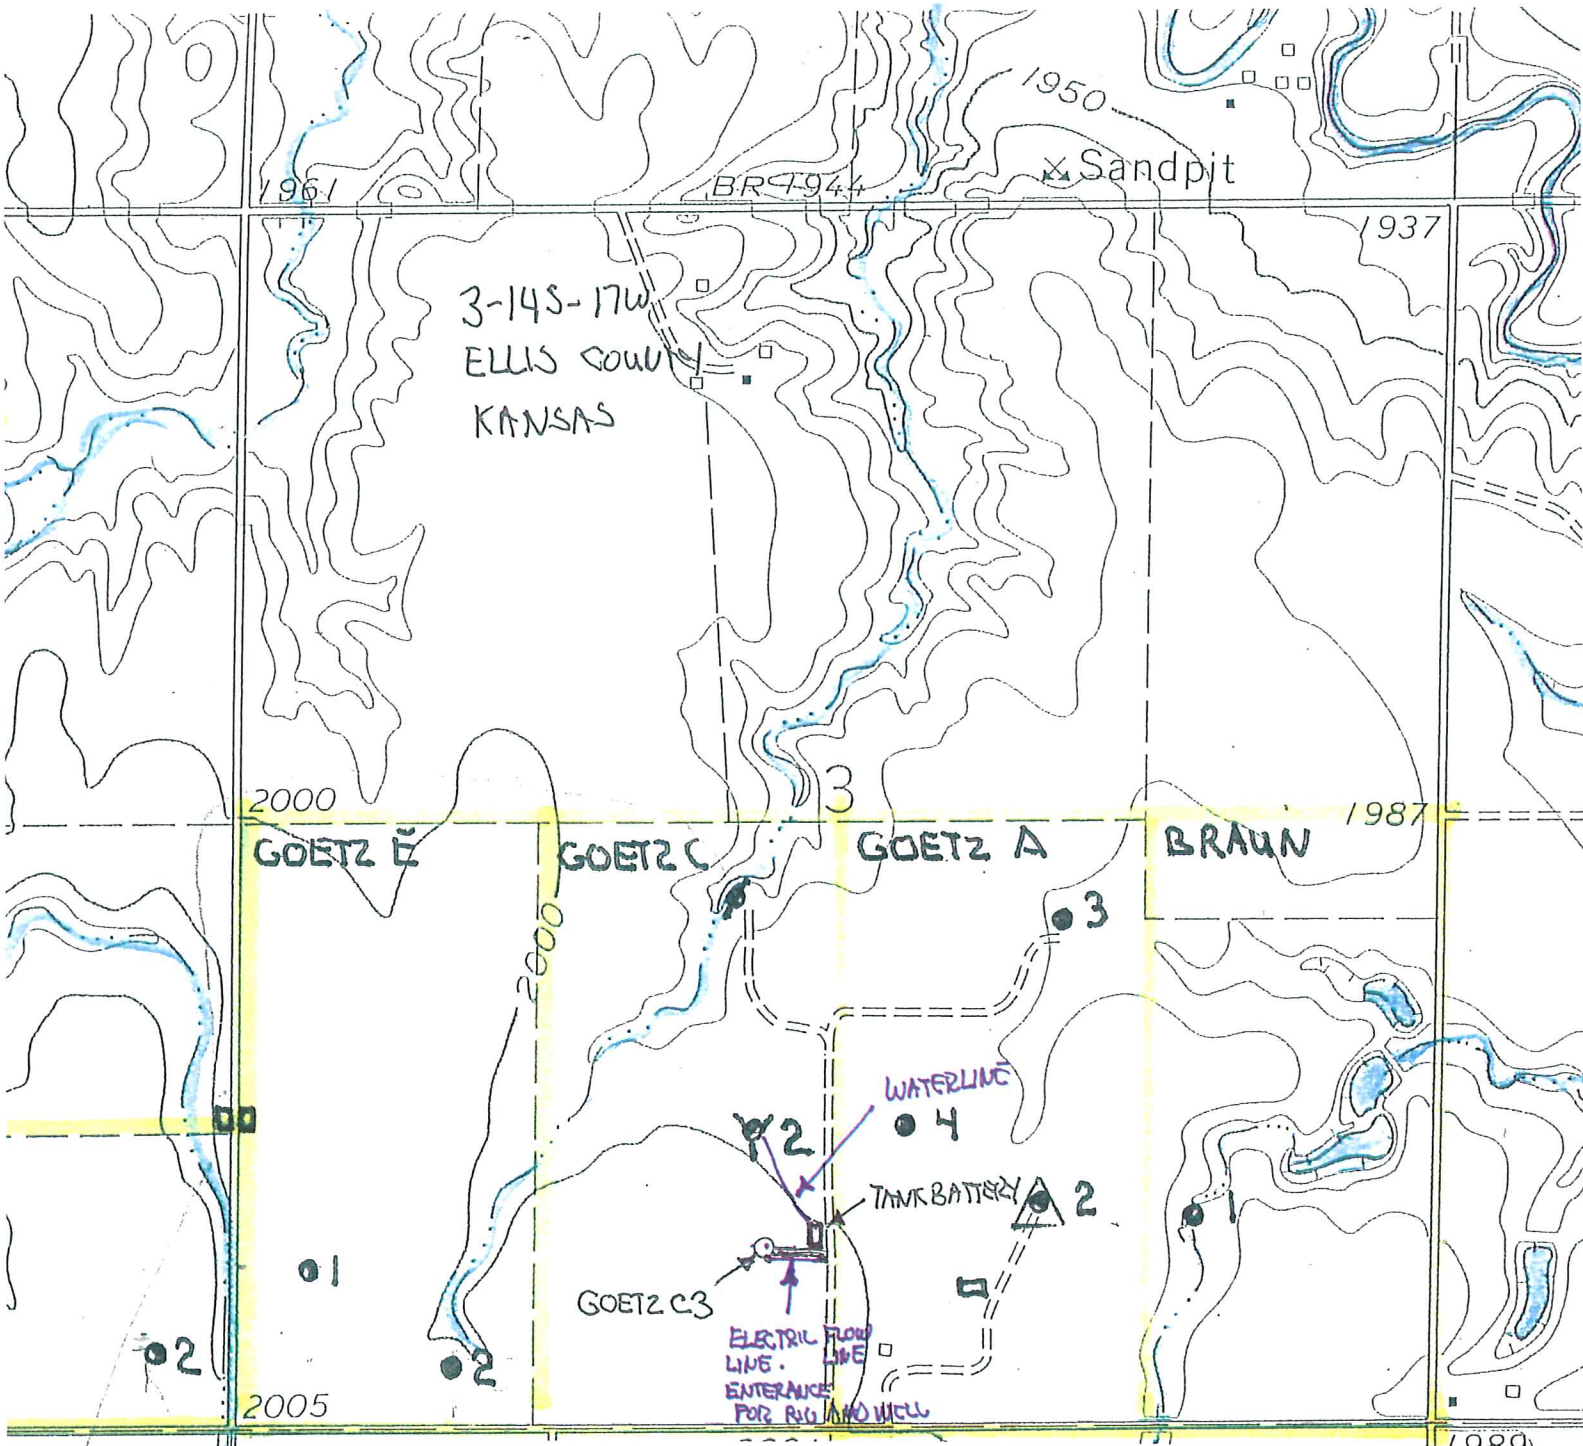 1950
Sandpit
1961
BR 1944
1937
3-14S-17W
ELLIS COUNTY
KANSAS
3
2000
1987
GOETZ E
GOETZ C
GOETZ A
BRAUN
3
2000
WATERLINE
4
2
TANK BATTERY
2
1
1
GOETZ C3
ELECTRIC FLOW
LINE. LINE
ENTERANCE
FOR RIG AND WELL
2
2
2005
1989